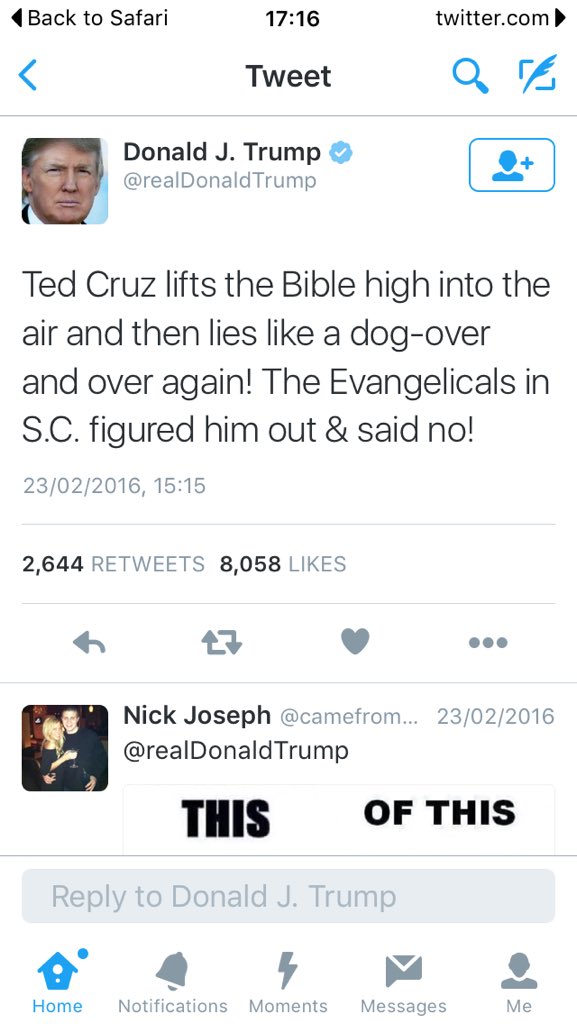 Back to Safari 17:16 twitter.com
Tweet
Donald J. Trump
@realDonaldTrump
Ted Cruz lifts the Bible high into the
air and then lies like a dog-over
and over again! The Evangelicals in
S.C. figured him out & said no!
23/02/2016, 15:15
2,644 RETWEETS 8,058 LIKES
Nick Joseph @camefrom... 23/02/2016
@realDonaldTrump
THIS OF THIS
Reply to Donald J. Trump
Home Notifications Moments Messages Me